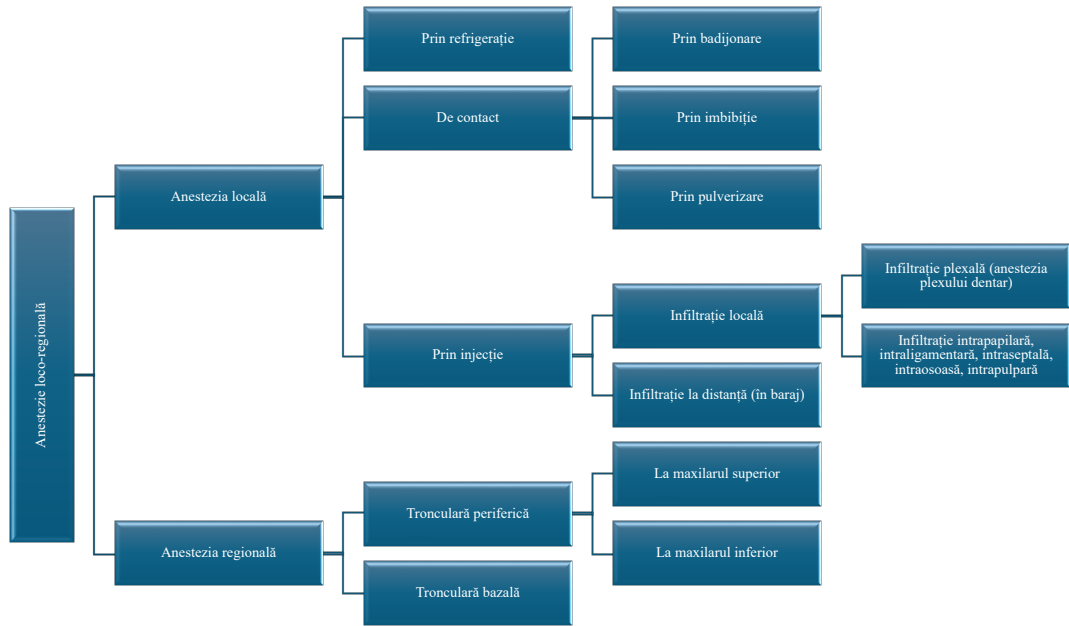 Anestezie loco-regională
Anestezia locală
Prin refrigerație
De contact
Prin badijonare
Prin imbibiție
Prin pulverizare
Prin injecție
Infiltrație locală
Infiltrație plexală (anestezia
plexului dentar)
Infiltrație intrapapilară,
intraligamentară, intraseptală,
intraosoasă, intrapulpară
Infiltrație la distanță (în baraj)
Anestezia regională
Tronculară periferică
La maxilarul superior
La maxilarul inferior
Tronculară bazală